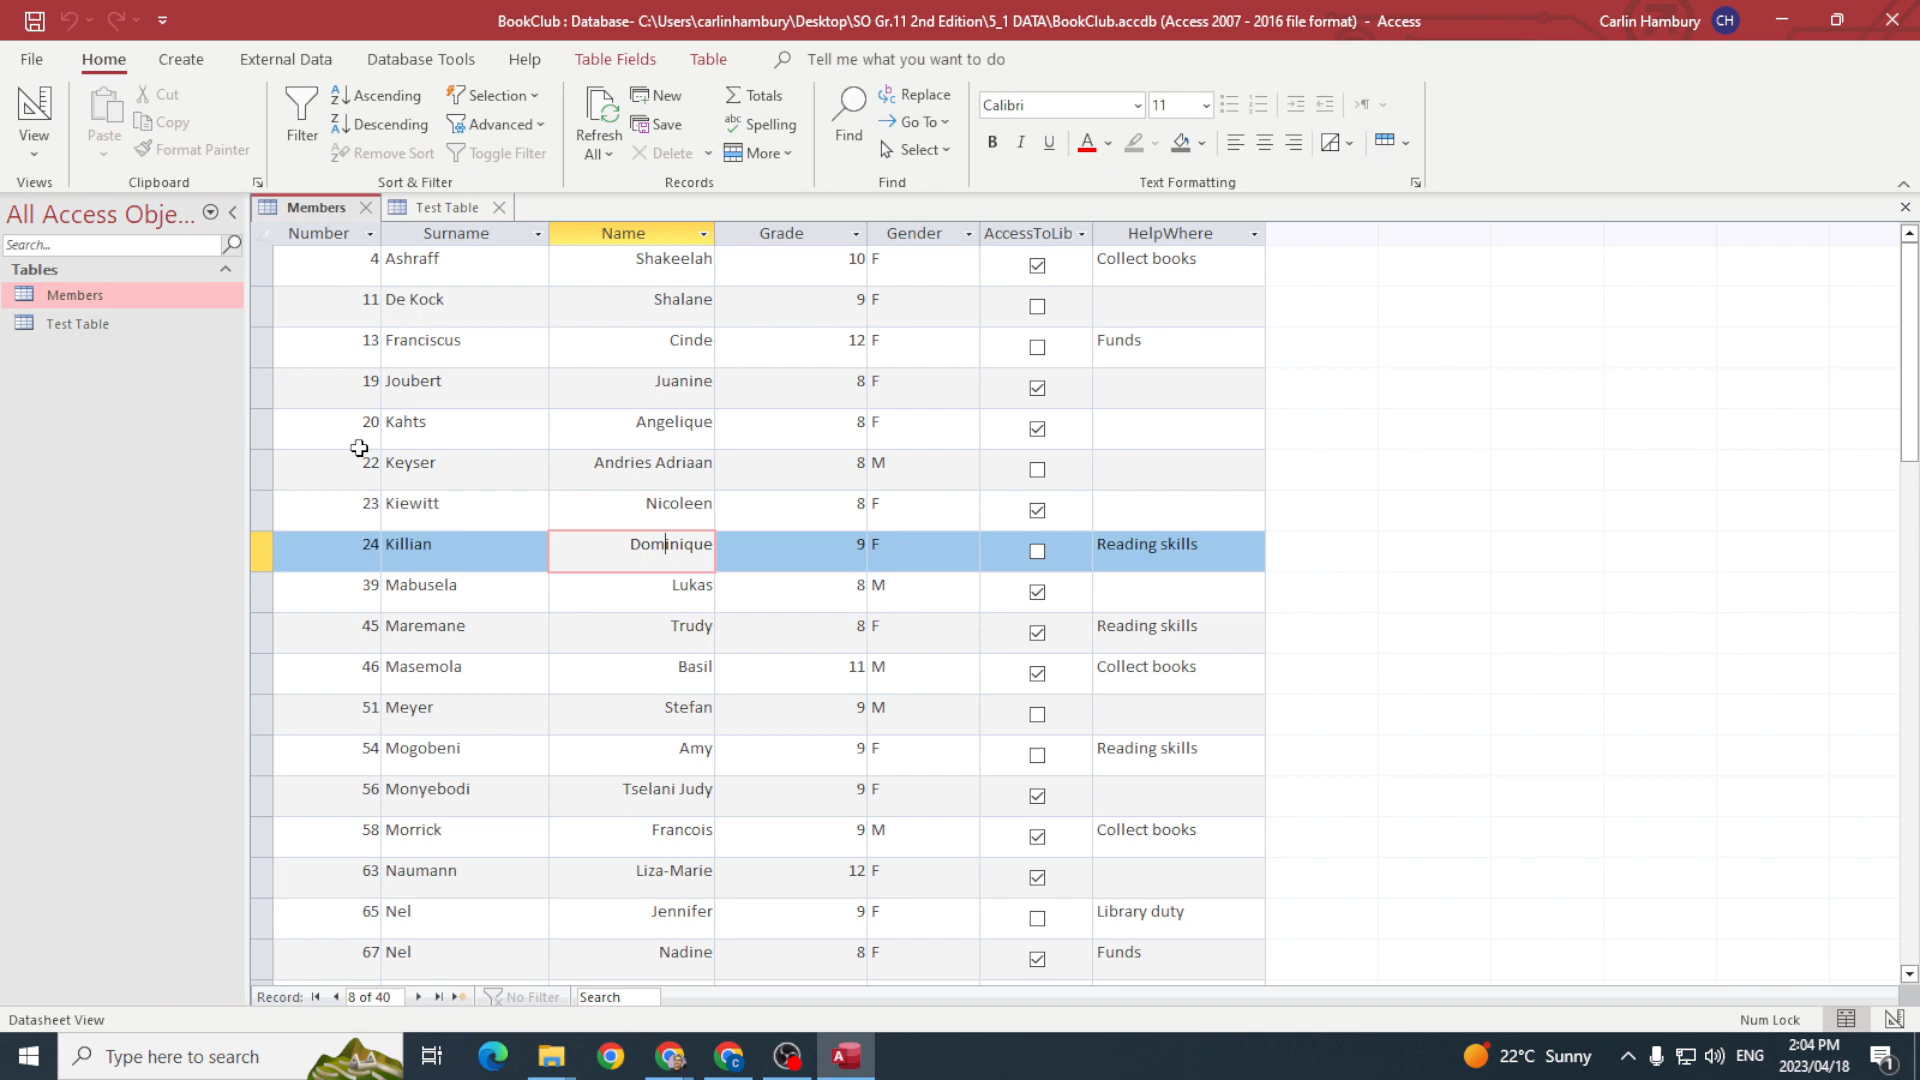 BookClub : Database- C:\Users\carlinhambury\Desktop\SO Gr.11 2nd Edition\5_1 DATA\BookClub.accdb (Access 2007 - 2016 file format) - Access
Carlin Hambury CH
File Home Create External Data Database Tools Help Table Fields Table Tell me what you want to do
View
Views
Paste
Cut
Copy
Format Painter
Clipboard
Filter
Ascending
Descending
Remove Sort
Selection
Advanced
Toggle Filter
Sort & Filter
Refresh
All
New
Save
Delete
Totals
Spelling
More
Records
Find
Replace
Go To
Select
Find
Calibri 11
B I U A
Text Formatting
All Access Obje...
Search...
Tables
Members
Test Table
Members Test Table
Number Surname Name Grade Gender AccessToLib HelpWhere
4 Ashraff Shakeelah 10 F Collect books
11 De Kock Shalane 9 F
13 Franciscus Cinde 12 F Funds
19 Joubert Juanine 8 F
20 Kahts Angelique 8 F
22 Keyser Andries Adriaan 8 M
23 Kiewitt Nicoleen 8 F
24 Killian Dominique 9 F Reading skills
39 Mabusela Lukas 8 M
45 Maremane Trudy 8 F Reading skills
46 Masemola Basil 11 M Collect books
51 Meyer Stefan 9 M
54 Mogobeni Amy 9 F Reading skills
56 Monyebodi Tselani Judy 9 F
58 Morrick Francois 9 M Collect books
63 Naumann Liza-Marie 12 F
65 Nel Jennifer 9 F Library duty
67 Nel Nadine 8 F Funds
Record: 8 of 40 No Filter Search
Datasheet View
Num Lock
Type here to search
22°C Sunny
ENG
2:04 PM
2023/04/18
1